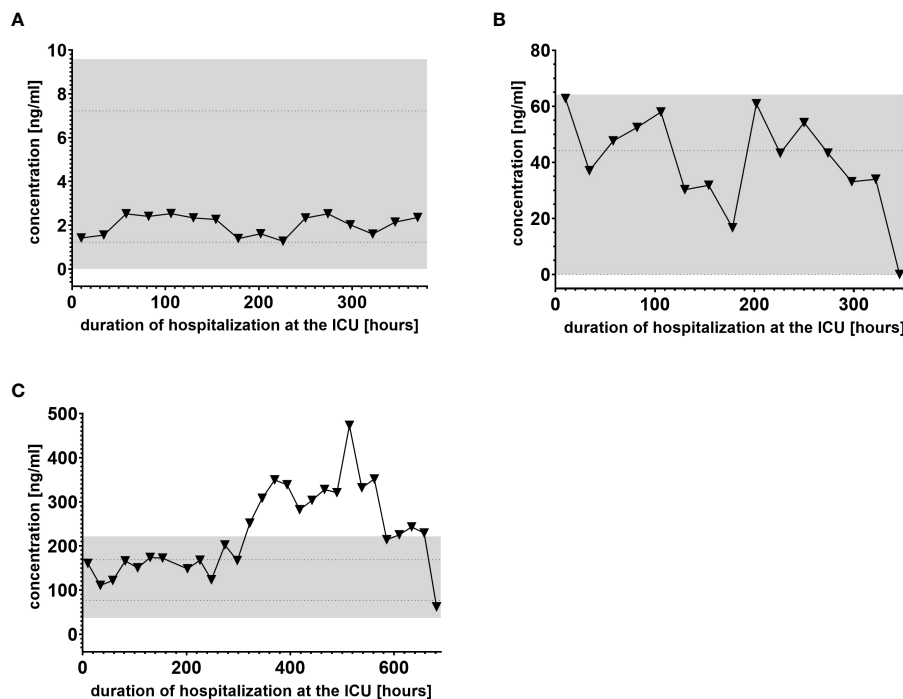 A
10
8
6
4
2
0
concentration [ng/ml]
0 100 200 300
duration of hospitalization at the ICU [hours]
B
80
60
40
20
0
concentration [ng/ml]
0 100 200 300
duration of hospitalization at the ICU [hours]
C
500
400
300
200
100
0
concentration [ng/ml]
0 200 400 600
duration of hospitalization at the ICU [hours]